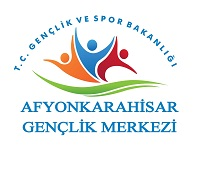 T.C. GENÇLİK VE SPOR BAKANLIĞI
AFYONKARAHİSAR
GENÇLİK MERKEZİ